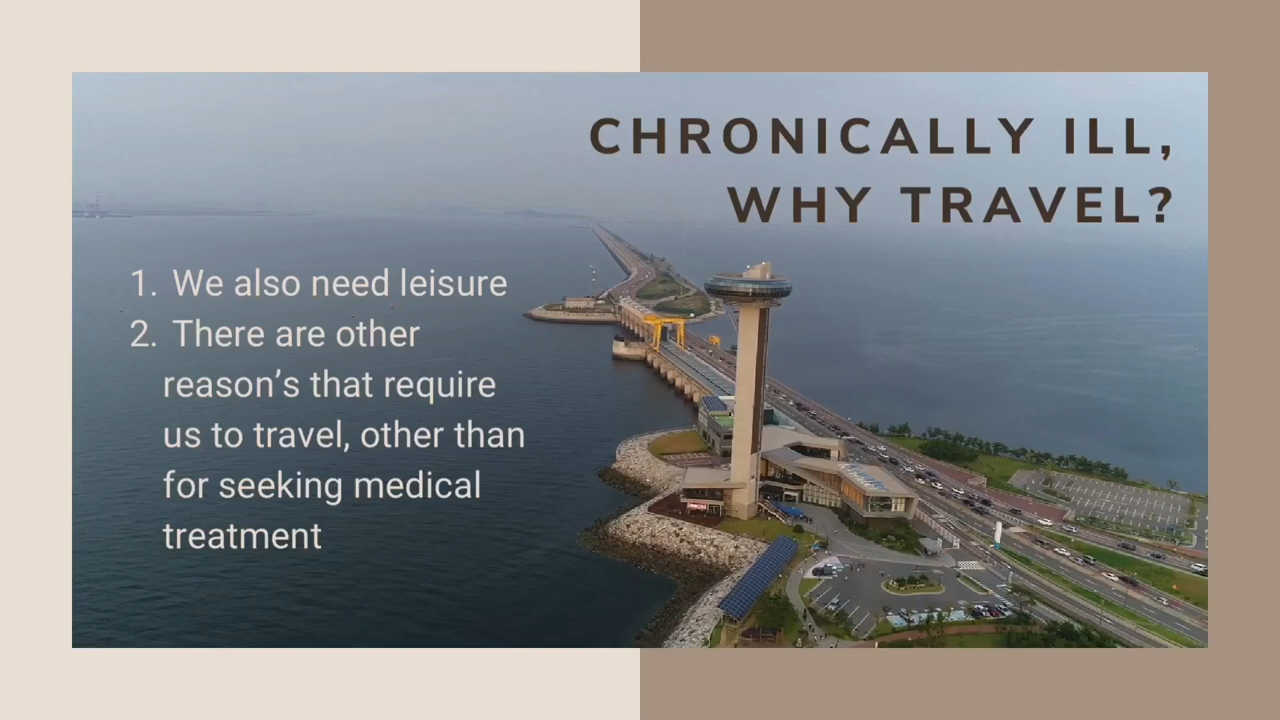 CHRONICALLY ILL,
WHY TRAVEL?
1. We also need leisure
2. There are other
reason’s that require
us to travel, other than
for seeking medical
treatment